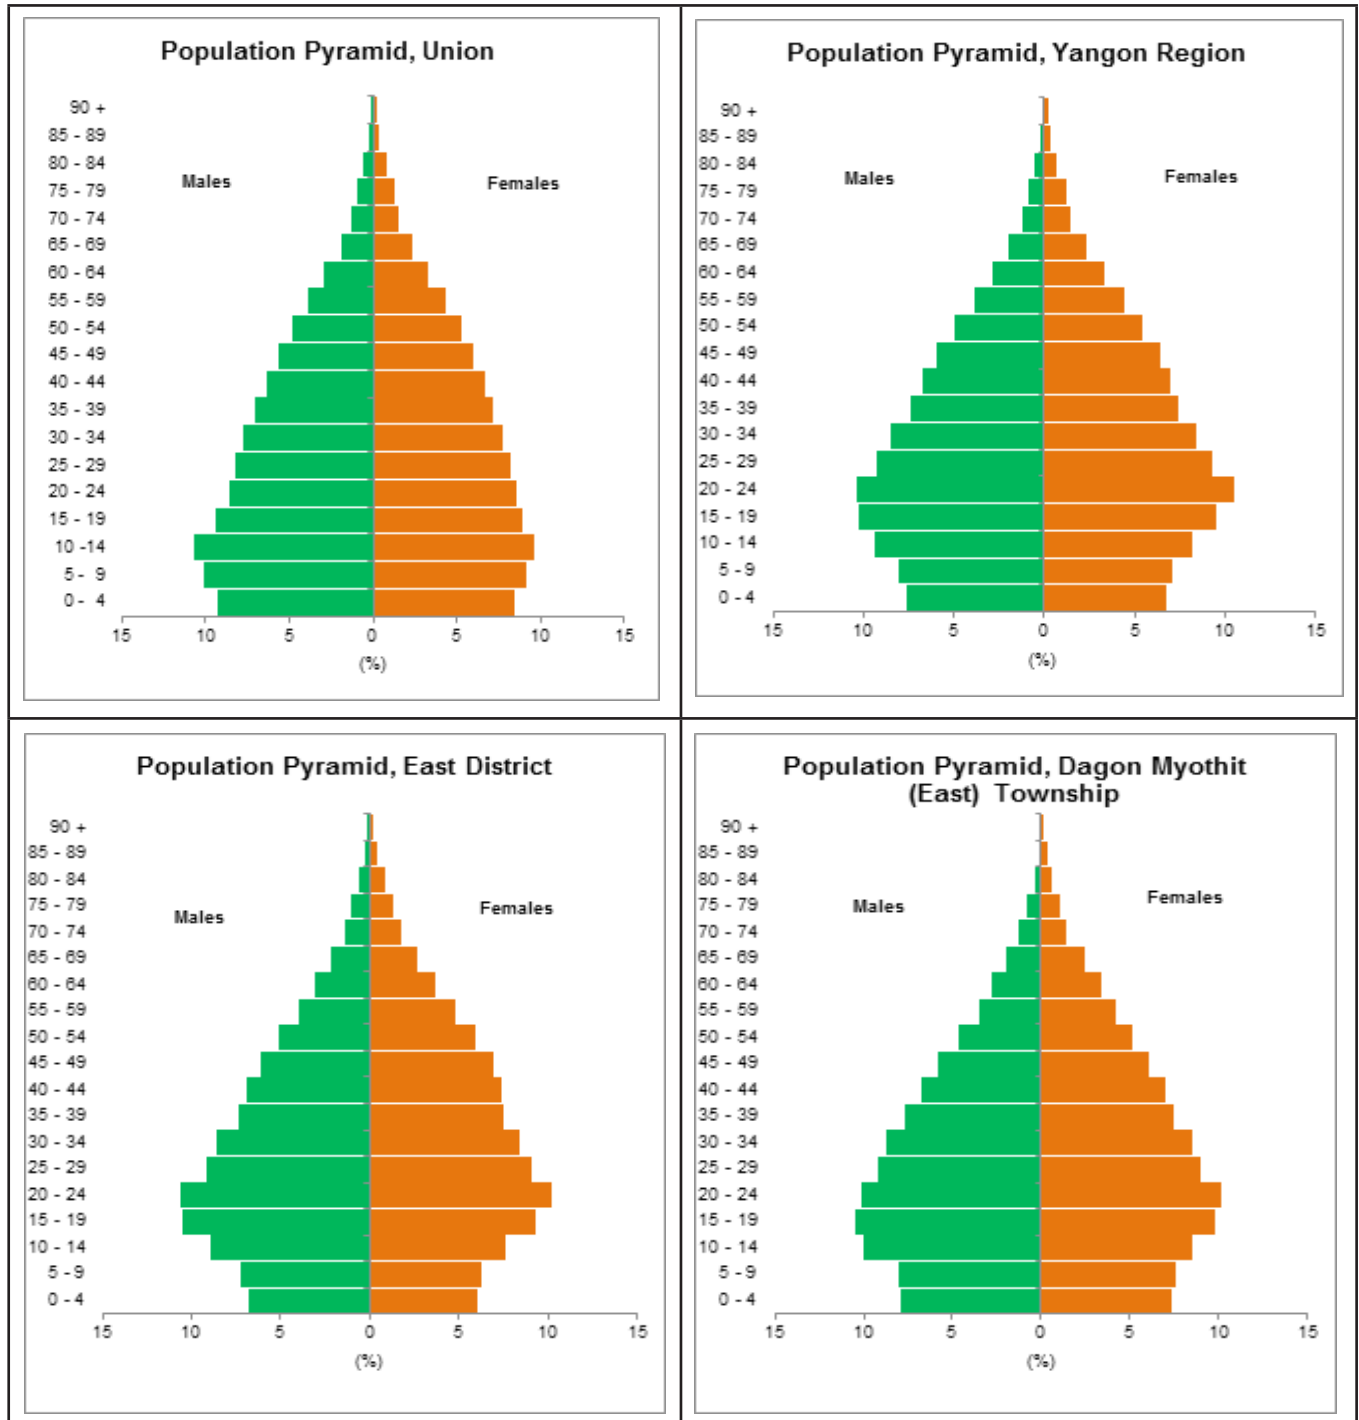 Population Pyramid, Union
90 +
85 - 89
80 - 84
75 - 79
70 - 74
65 - 69
60 - 64
55 - 59
50 - 54
45 - 49
40 - 44
35 - 39
30 - 34
25 - 29
20 - 24
15 - 19
10 -14
5 - 9
0 - 4
Males
Females
15 10 5 0 5 10 15
(%)
Population Pyramid, Yangon Region
90 +
85 - 89
80 - 84
75 - 79
70 - 74
65 - 69
60 - 64
55 - 59
50 - 54
45 - 49
40 - 44
35 - 39
30 - 34
25 - 29
20 - 24
15 - 19
10 - 14
5 - 9
0 - 4
Males
Females
15 10 5 0 5 10 15
(%)
Population Pyramid, East District
90 +
85 - 89
80 - 84
75 - 79
70 - 74
65 - 69
60 - 64
55 - 59
50 - 54
45 - 49
40 - 44
35 - 39
30 - 34
25 - 29
20 - 24
15 - 19
10 - 14
5 - 9
0 - 4
Males
Females
15 10 5 0 5 10 15
(%)
Population Pyramid, Dagon Myothit
(East) Township
90 +
85 - 89
80 - 84
75 - 79
70 - 74
65 - 69
60 - 64
55 - 59
50 - 54
45 - 49
40 - 44
35 - 39
30 - 34
25 - 29
20 - 24
15 - 19
10 - 14
5 - 9
0 - 4
Males
Females
15 10 5 0 5 10 15
(%)